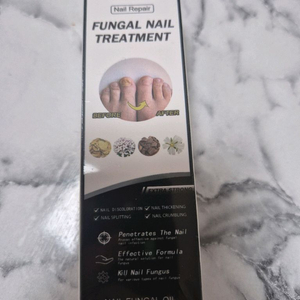 Nail Repair
FUNGAL NAIL
TREATMENT
BEFORE AFTER
NAIL DISCOLORATION NAIL THICKENING
NAIL SPLITTING NAIL CRUMBLING
Penetrates The Nail
Effective Formula
Kill Nail Fungus
NAIL FUNGAL OIL